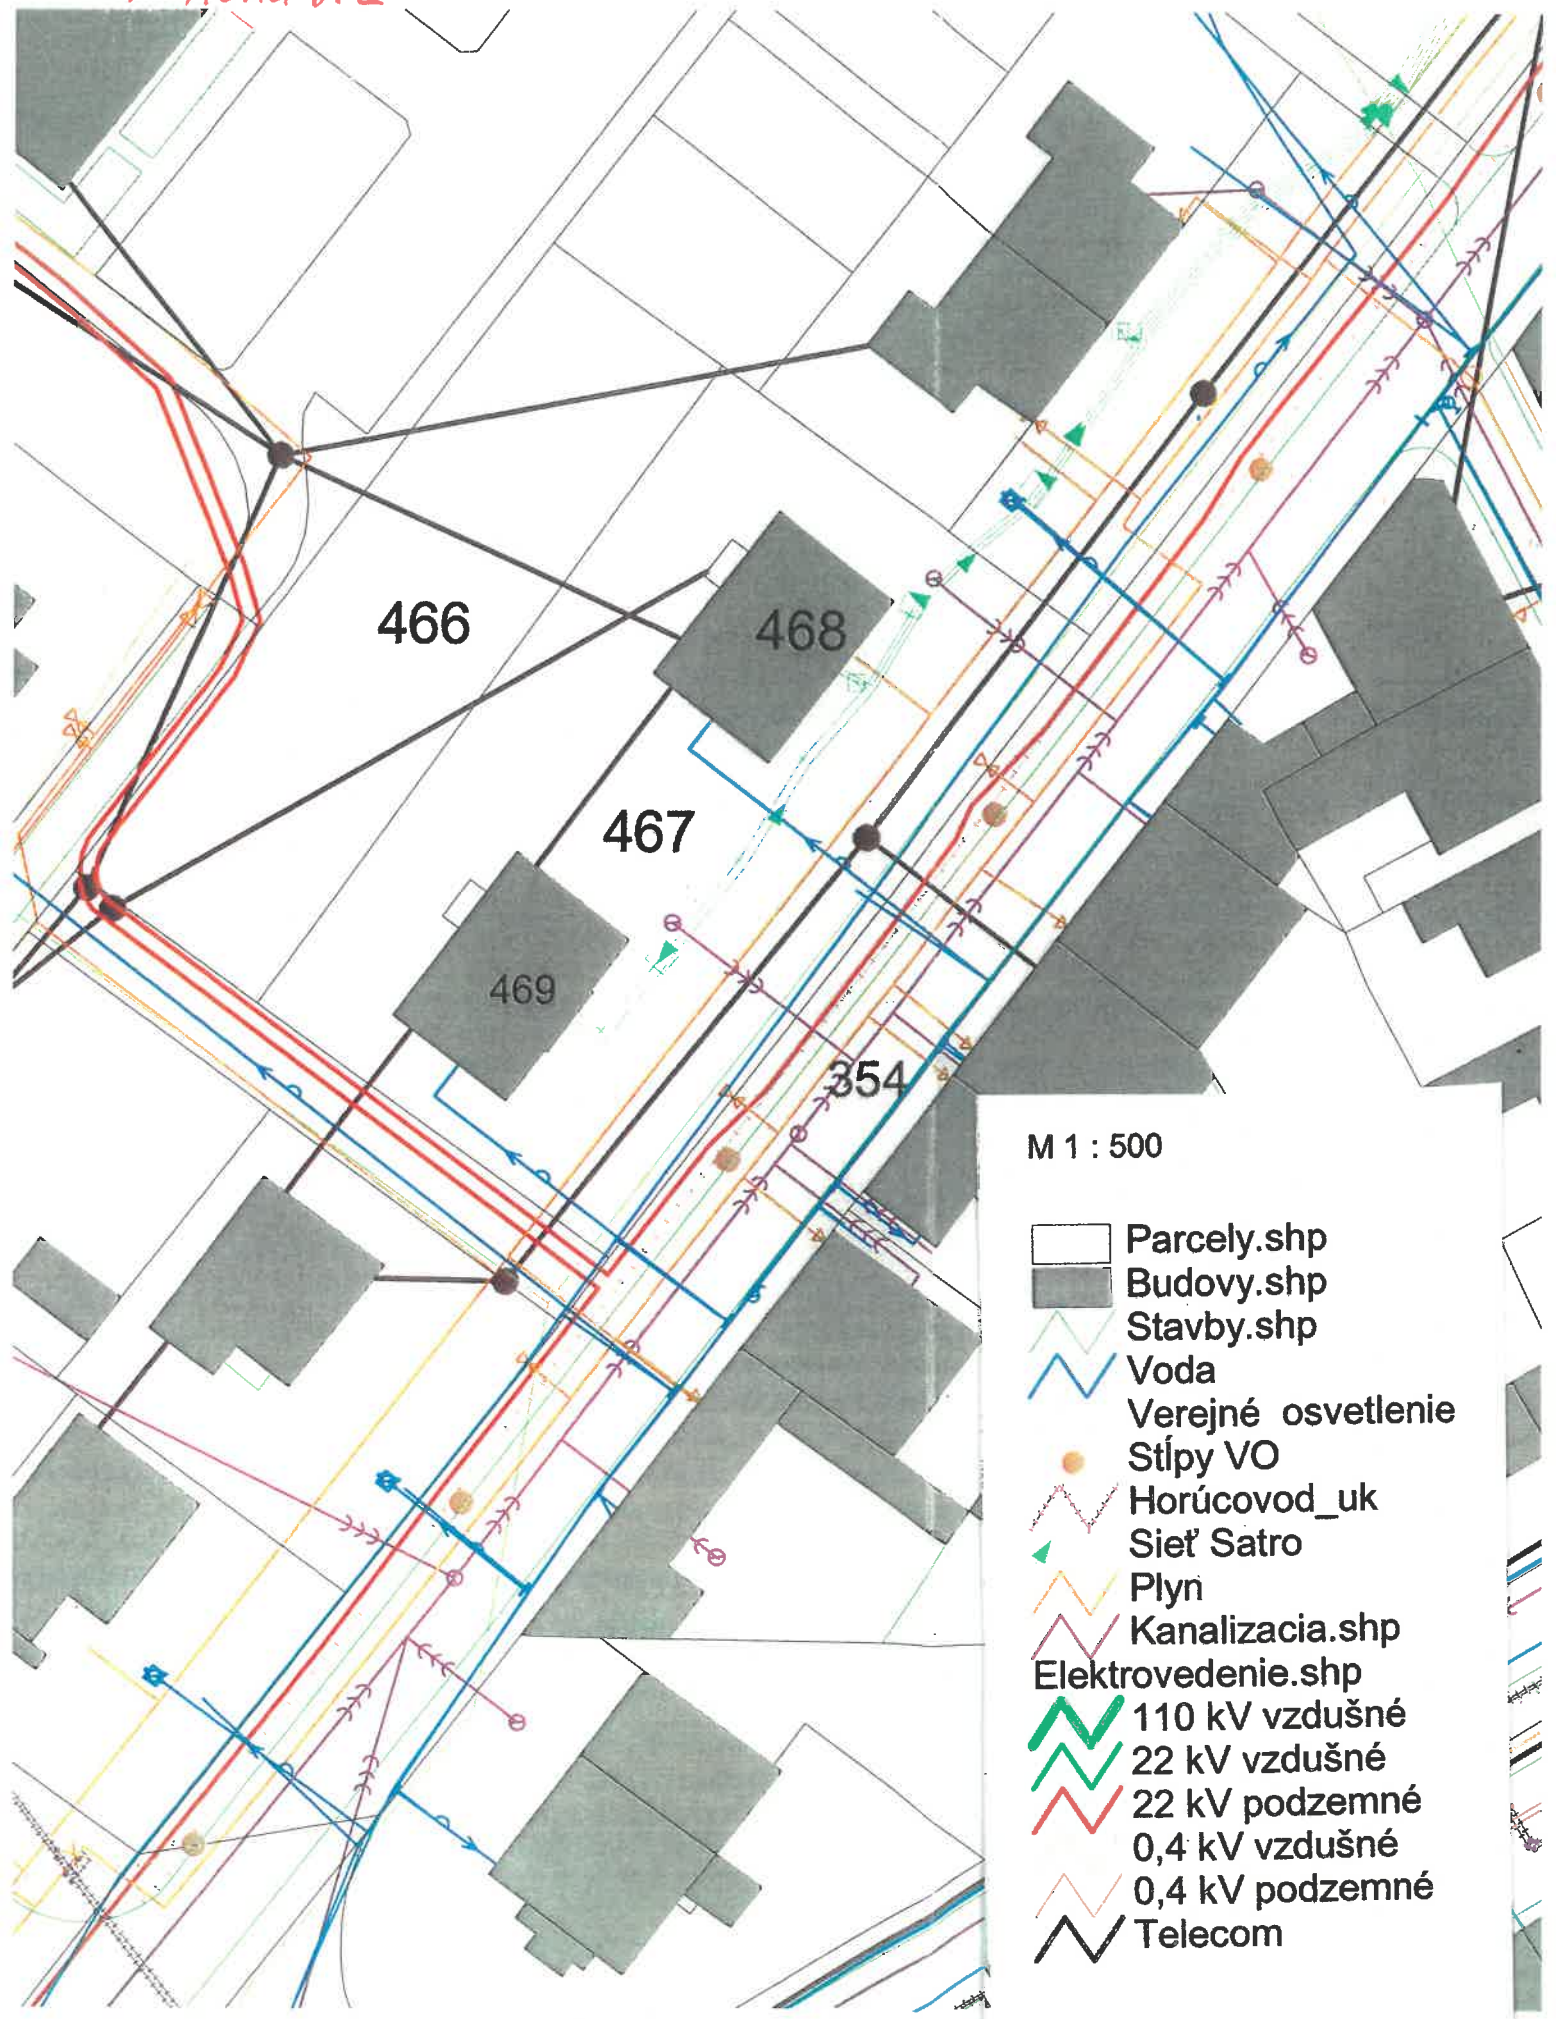 466
468
467
469
354
M 1 : 500
Parcely.shp
Budovy.shp
Stavby.shp
Voda
Verejné osvetlenie
Stĺpy VO
Horúcovod_uk
Sieť Satro
Plyn
Kanalizacia.shp
Elektrovedenie.shp
110 kV vzdušné
22 kV vzdušné
22 kV podzemné
0,4 kV vzdušné
0,4 kV podzemné
Telecom